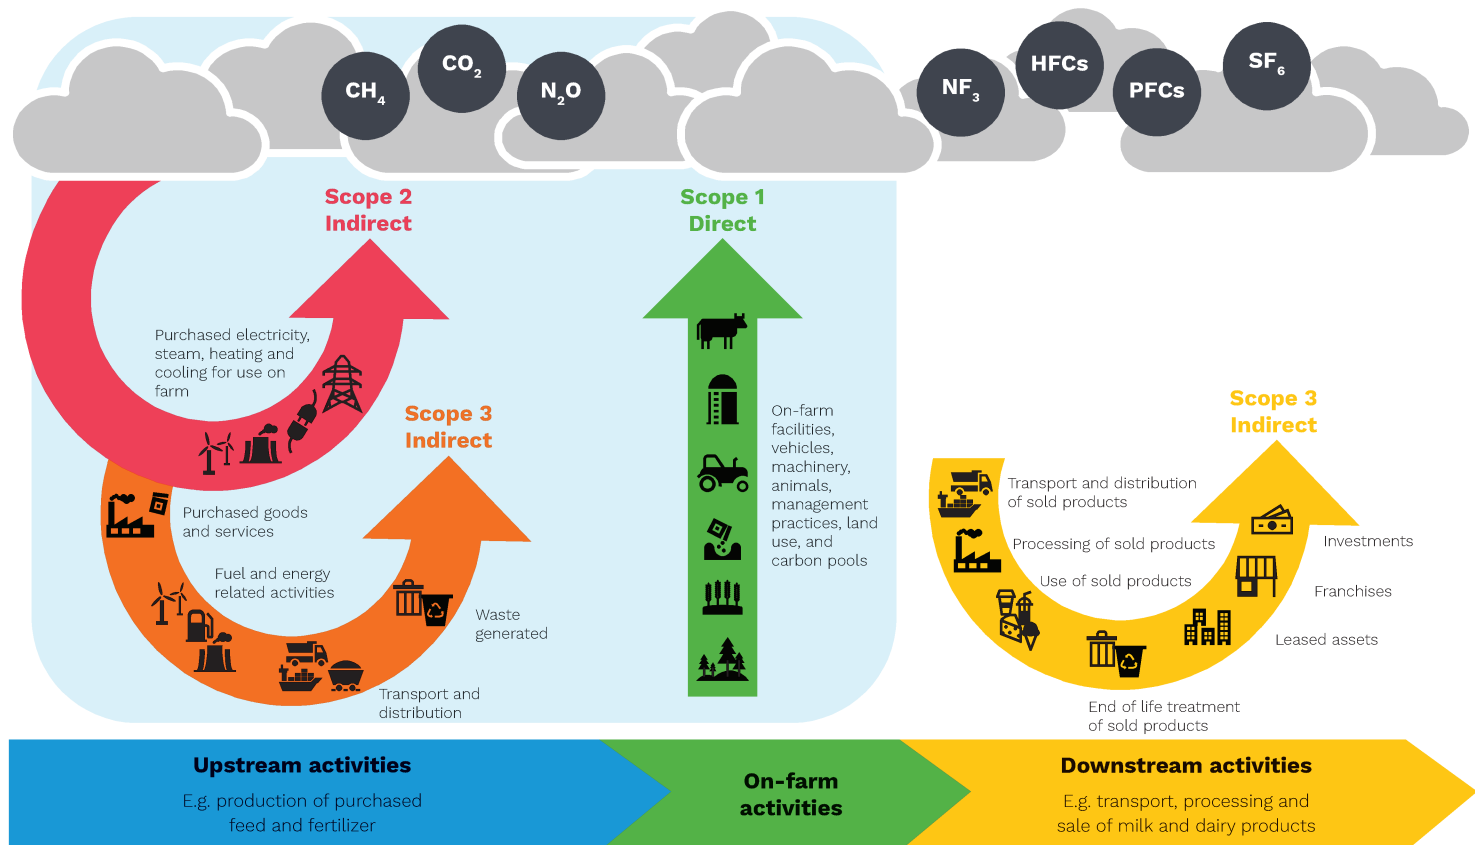 CH4
CO2
N2O
NF3
HFCs
PFCs
SF6
Scope 2
Indirect
Purchased electricity,
steam, heating and
cooling for use on
farm
Scope 3
Indirect
Purchased goods
and services
Fuel and energy
related activities
Transport and
distribution
Waste
generated
Scope 1
Direct
On-farm
facilities,
vehicles,
machinery,
animals,
management
practices, land
use, and
carbon pools
Scope 3
Indirect
Transport and distribution
of sold products
Processing of sold products
Use of sold products
End of life treatment
of sold products
Leased assets
Franchises
Investments
Upstream activities
E.g. production of purchased
feed and fertilizer
On-farm
activities
Downstream activities
E.g. transport, processing and
sale of milk and dairy products